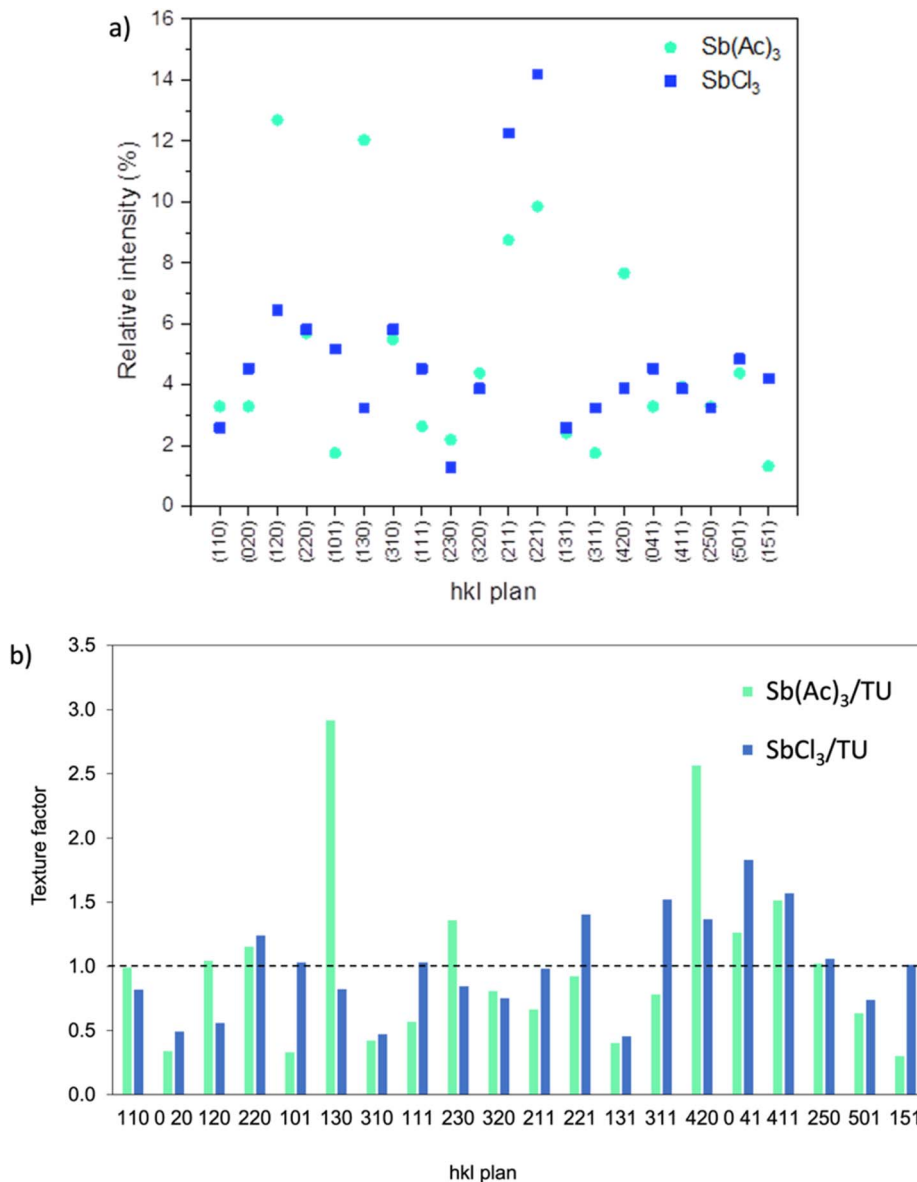 a)
16
14
12
10
8
6
4
2
0
Relative intensity (%)
Sb(Ac)3
SbCl3
(110) (020) (120) (220) (101) (130) (310) (111) (230) (320) (211) (221) (131) (311) (420) (041) (411) (250) (501) (151)
hkl plan
b)
3.5
3.0
2.5
2.0
1.5
1.0
0.5
0.0
Texture factor
Sb(Ac)3/TU
SbCl3/TU
110 0 20 120 220 101 130 310 111 230 320 211 221 131 311 420 0 41 411 250 501 151
hkl plan